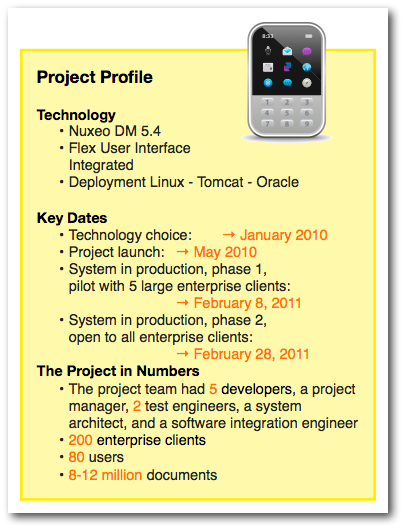 8:33
Project Profile
Technology
• Nuxeo DM 5.4
• Flex User Interface
Integrated
• Deployment Linux - Tomcat - Oracle
Key Dates
• Technology choice: → January 2010
• Project launch: → May 2010
• System in production, phase 1,
pilot with 5 large enterprise clients:
→ February 8, 2011
• System in production, phase 2,
open to all enterprise clients:
→ February 28, 2011
The Project in Numbers
• The project team had 5 developers, a project
manager, 2 test engineers, a system
architect, and a software integration engineer
• 200 enterprise clients
• 80 users
• 8-12 million documents